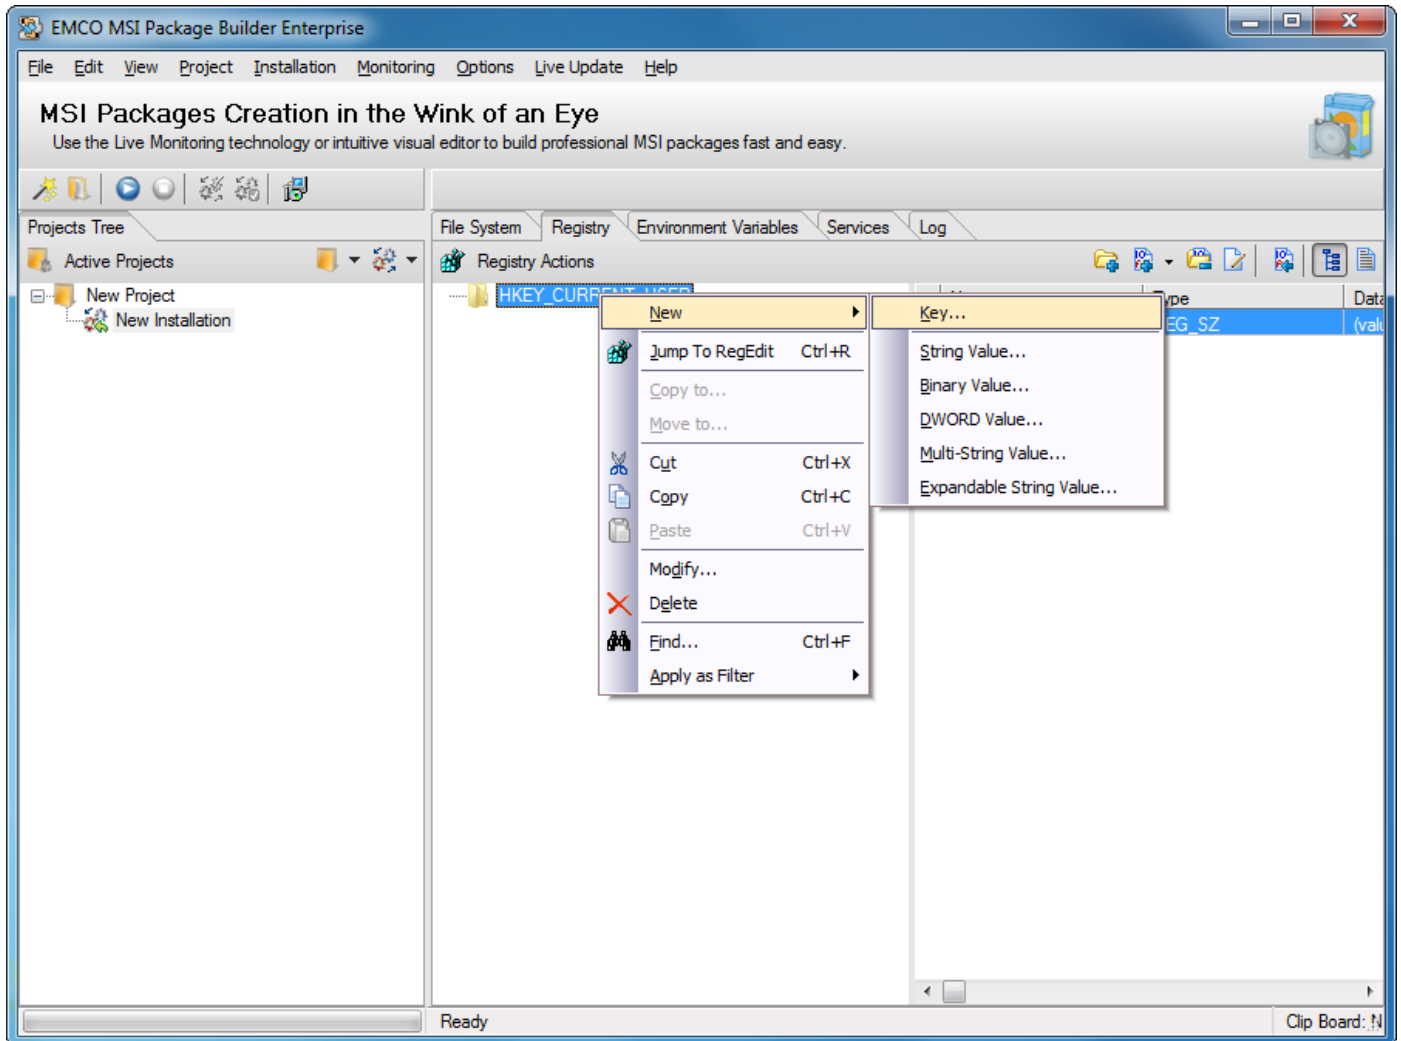 EMCO MSI Package Builder Enterprise
File Edit View Project Installation Monitoring Options Live Update Help
MSI Packages Creation in the Wink of an Eye
Use the Live Monitoring technology or intuitive visual editor to build professional MSI packages fast and easy.
Projects Tree
File System Registry Environment Variables Services Log
Active Projects
Registry Actions
New Project
New Installation
HKEY_CURRENT_USER
Type Data
REG_SZ (valu
New
Key...
Jump To RegEdit Ctrl+R
String Value...
Copy to...
Binary Value...
Move to...
DWORD Value...
Cut Ctrl+X
Multi-String Value...
Copy Ctrl+C
Expandable String Value...
Paste Ctrl+V
Modify...
Delete
Find... Ctrl+F
Apply as Filter
Ready
Clip Board: N